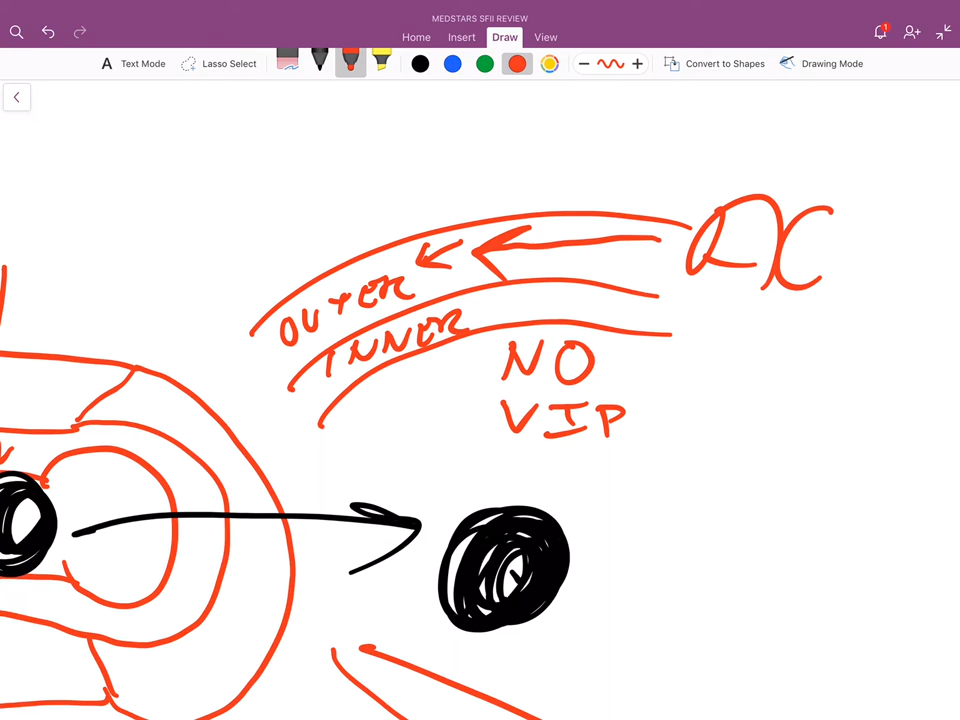 MEDSTARS SFII REVIEW
Home Insert Draw View
1
Text Mode Lasso Select Convert to Shapes Drawing Mode
OUTER
INNER
NO
VIP